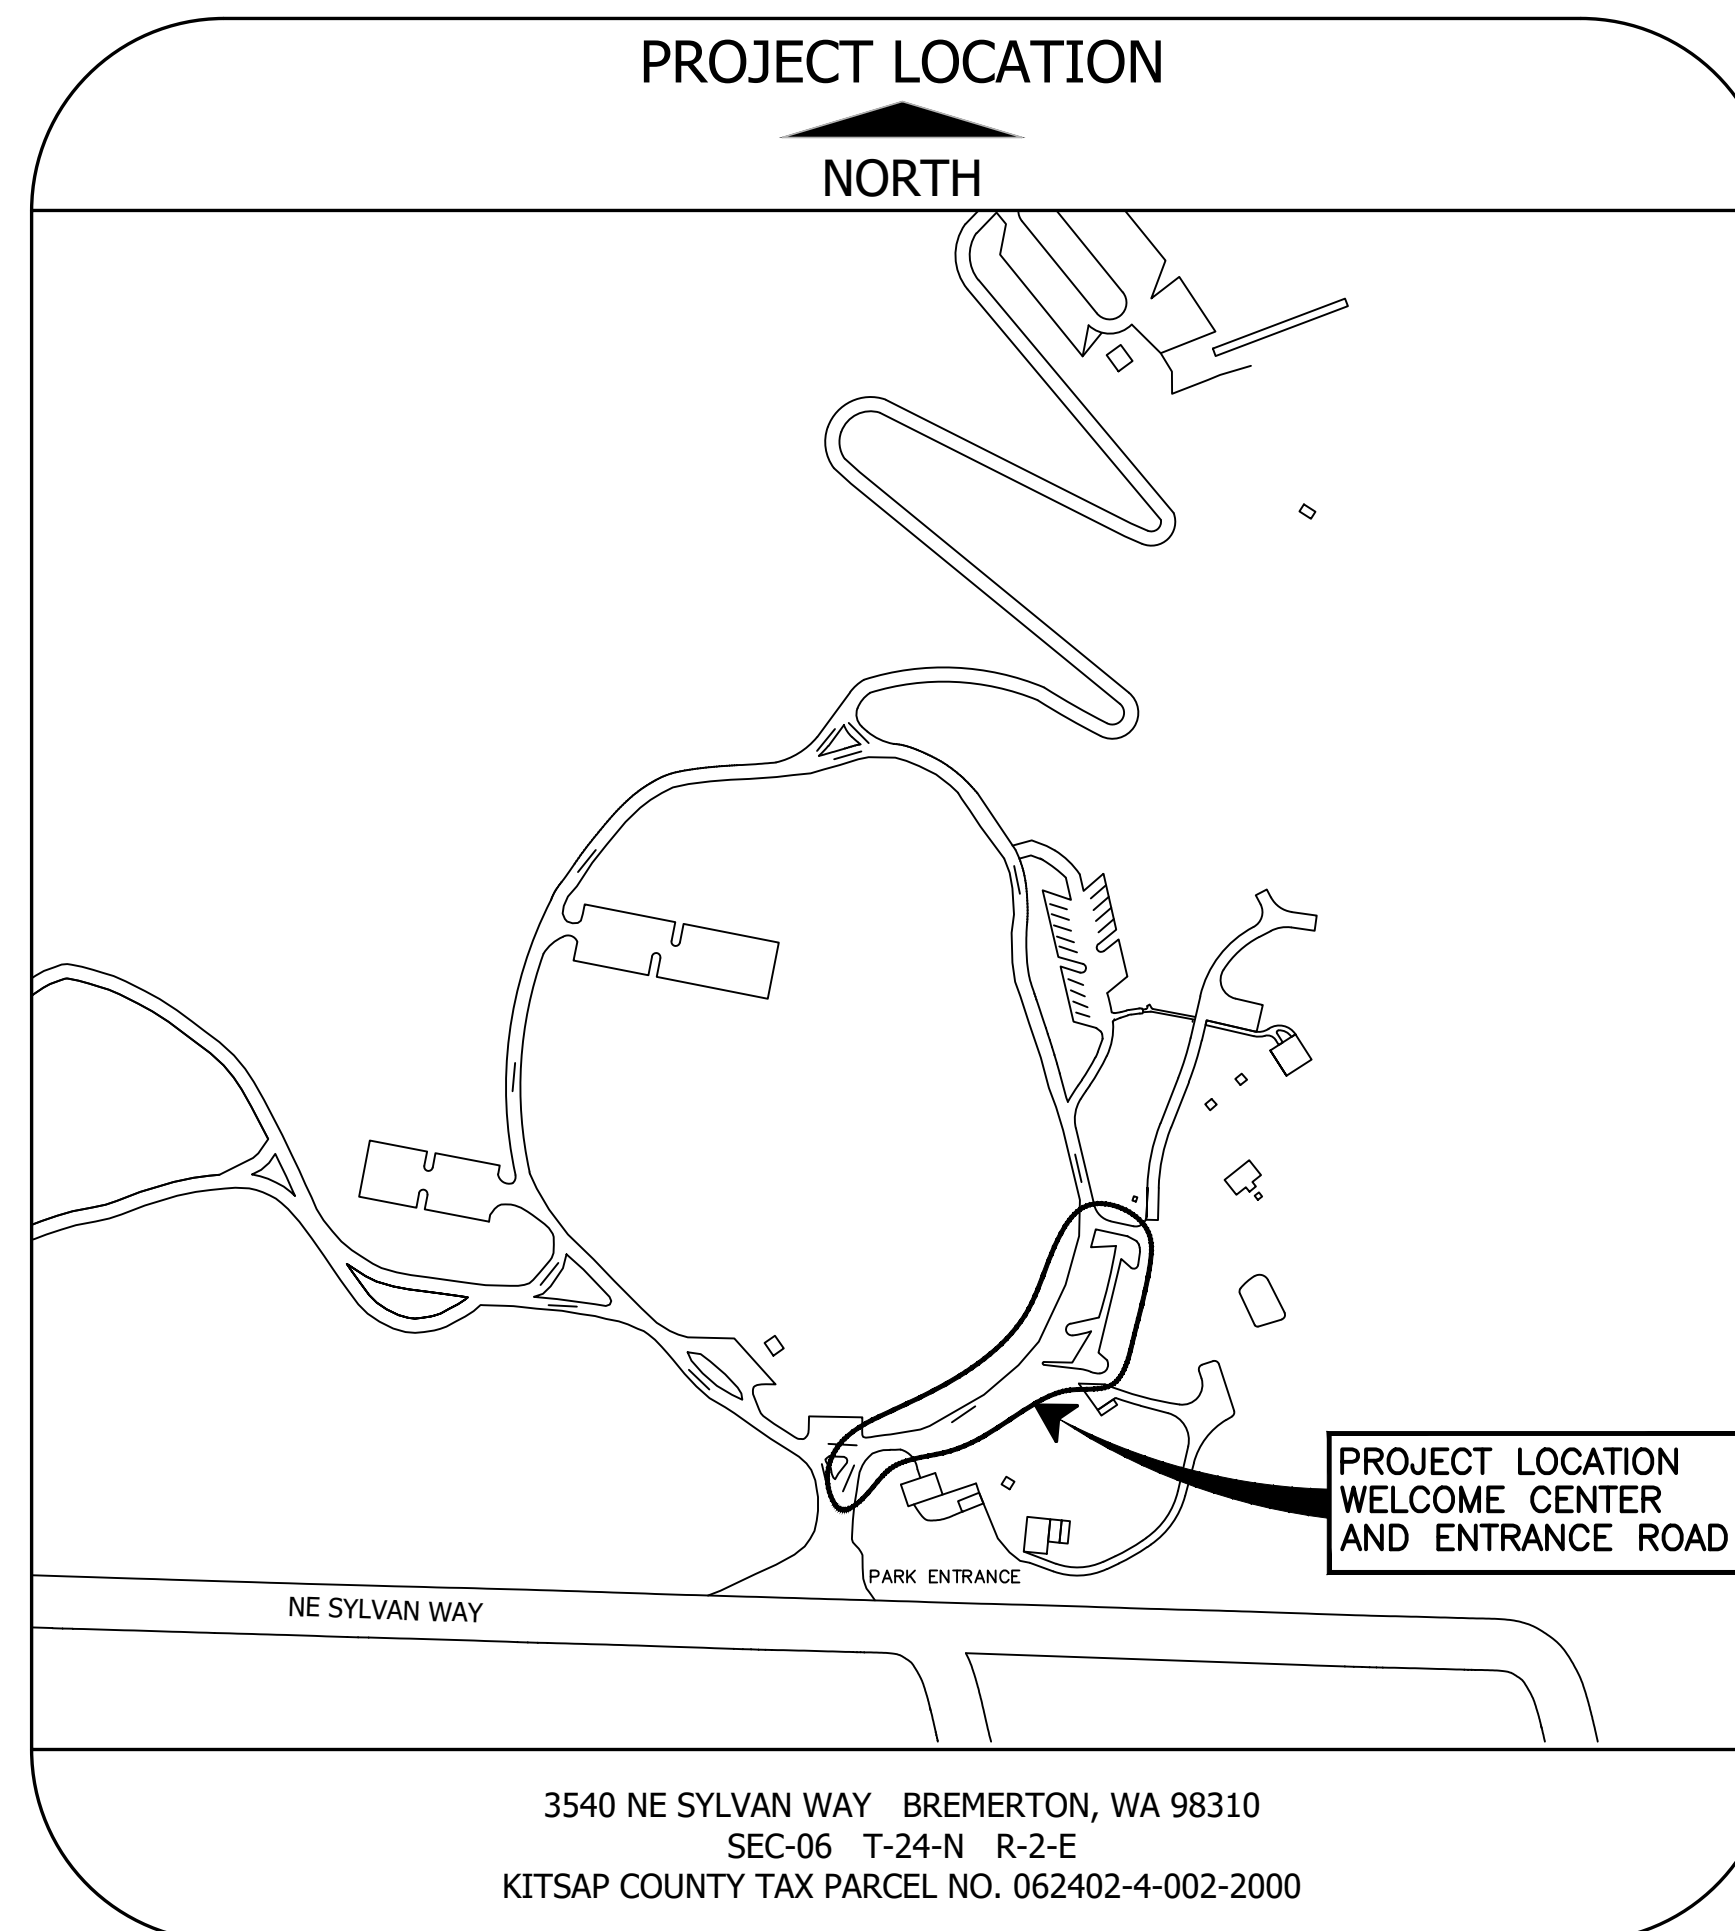 PROJECT LOCATION
NORTH
PROJECT LOCATION
WELCOME CENTER
AND ENTRANCE ROAD
PARK ENTRANCE
NE SYLVAN WAY
3540 NE SYLVAN WAY BREMERTON, WA 98310
SEC-06 T-24-N R-2-E
KITSAP COUNTY TAX PARCEL NO. 062402-4-002-2000